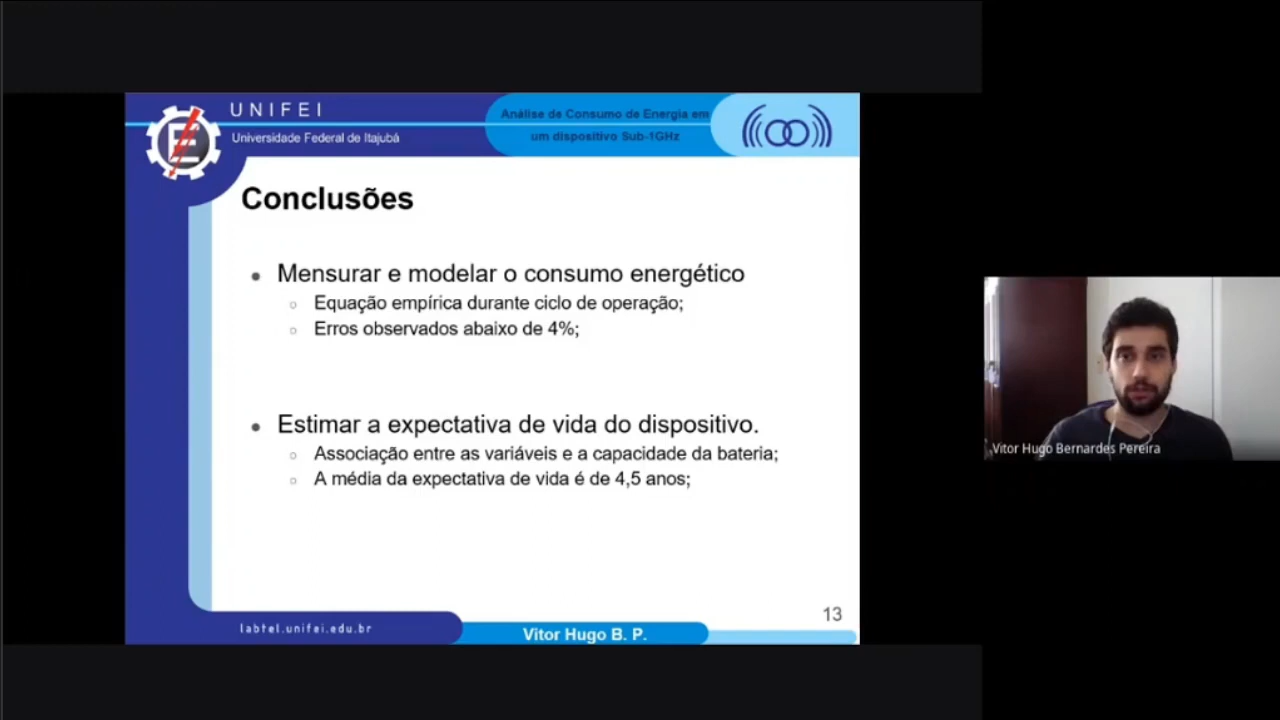 UNIFEI
Universidade Federal de Itajubá
Análise de Consumo de Energia em
um dispositivo Sub-1GHz
Conclusões
Mensurar e modelar o consumo energético
Equação empírica durante ciclo de operação;
Erros observados abaixo de 4%;
Estimar a expectativa de vida do dispositivo.
Associação entre as variáveis e a capacidade da bateria;
A média da expectativa de vida é de 4,5 anos;
13
labtel.unifei.edu.br
Vitor Hugo B. P.
Vitor Hugo Bernardes Pereira